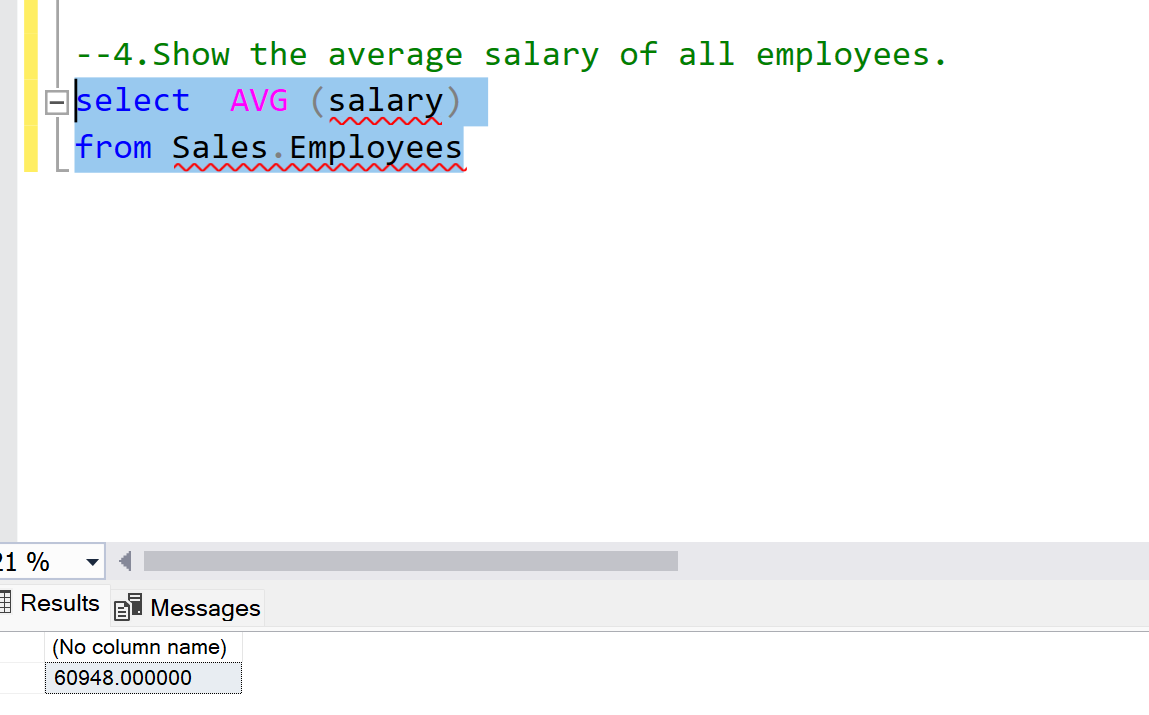 --4.Show the average salary of all employees.
select  AVG (salary)
from Sales.Employees
21 %
Results Messages
(No column name)
60948.000000